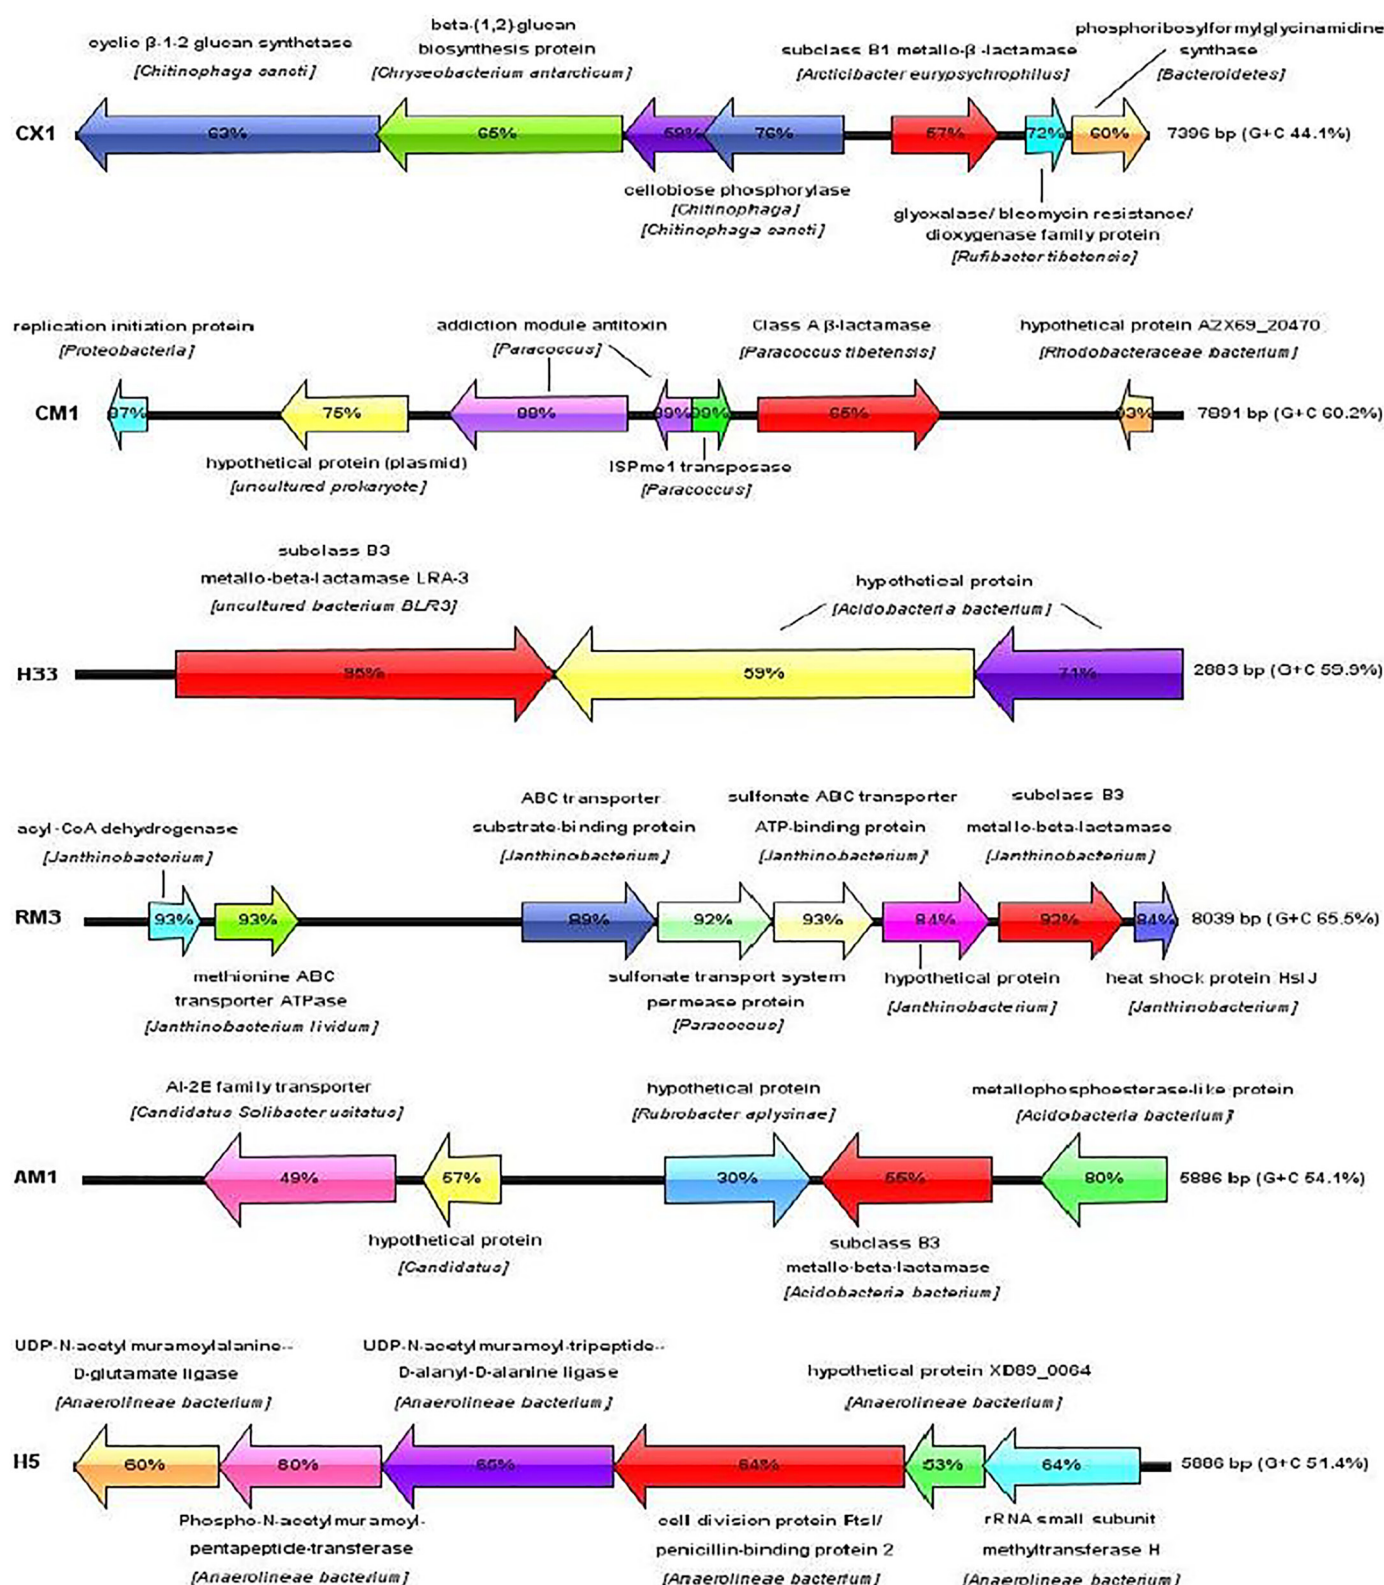 cyclic β-1-2 glucan synthetase
[Chitinophaga sancti]
beta-(1,2)-glucan
biosynthesis protein
[Chryseobacterium antarcticum]
subclass B1 metallo-β -lactamase
[Arcticibacter eurypsychrophilus]
phosphoribosylformylglycinamidine
synthase
[Bacteroidetes]
CX1
63%
65%
59%
76%
57%
72%
60%
7396 bp (G+C 44.1%)
cellobiose phosphorylase
[Chitinophaga]
[Chitinophaga sancti]
glyoxalase/ bleomycin resistance/
dioxygenase family protein
[Rufibacter tibetensis]
replication initiation protein
[Proteobacteria]
addiction module antitoxin
[Paracoccus]
Class A β-lactamase
[Paracoccus tibetensis]
hypothetical protein AZX69_20470
[Rhodobacteraceae bacterium]
CM1
97%
75%
99%
99%
65%
93%
7891 bp (G+C 60.2%)
hypothetical protein (plasmid)
[uncultured prokaryote]
ISPme1 transposase
[Paracoccus]
subclass B3
metallo-beta-lactamase LRA-3
[uncultured bacterium BLR3]
hypothetical protein
[Acidobacteria bacterium]
H33
59%
71%
2883 bp (G+C 59.9%)
acyl-CoA dehydrogenase
[Janthinobacterium]
ABC transporter
substrate-binding protein
[Janthinobacterium]
sulfonate ABC transporter
ATP-binding protein
[Janthinobacterium]
subclass B3
metallo-beta-lactamase
[Janthinobacterium]
RM3
93%
93%
89%
92%
93%
84%
92%
84%
8039 bp (G+C 65.5%)
methionine ABC
transporter ATPase
[Janthinobacterium lividum]
sulfonate transport system
permease protein
[Paracoccus]
hypothetical protein
[Janthinobacterium]
heat shock protein HslJ
[Janthinobacterium]
AI-2E family transporter
[Candidatus Solibacter usitatus]
hypothetical protein
[Rubrobacter aplysinae]
metallophosphoesterase-like protein
[Acidobacteria bacterium]
AM1
49%
57%
30%
55%
80%
5886 bp (G+C 54.1%)
hypothetical protein
[Candidatus]
subclass B3
metallo-beta-lactamase
[Acidobacteria bacterium]
UDP-N-acetylmuramoylalanine--
D-glutamate ligase
[Anaerolineae bacterium]
UDP-N-acetylmuramoyl-tripeptide--
D-alanyl-D-alanine ligase
[Anaerolineae bacterium]
hypothetical protein XD89_0064
[Anaerolineae bacterium]
H5
60%
80%
65%
64%
53%
64%
5886 bp (G+C 51.4%)
Phospho-N-acetylmuramoyl-
pentapeptide-transferase
[Anaerolineae bacterium]
cell division protein FtsI/
penicillin-binding protein 2
[Anaerolineae bacterium]
rRNA small subunit
methyltransferase H
[Anaerolineae bacterium]